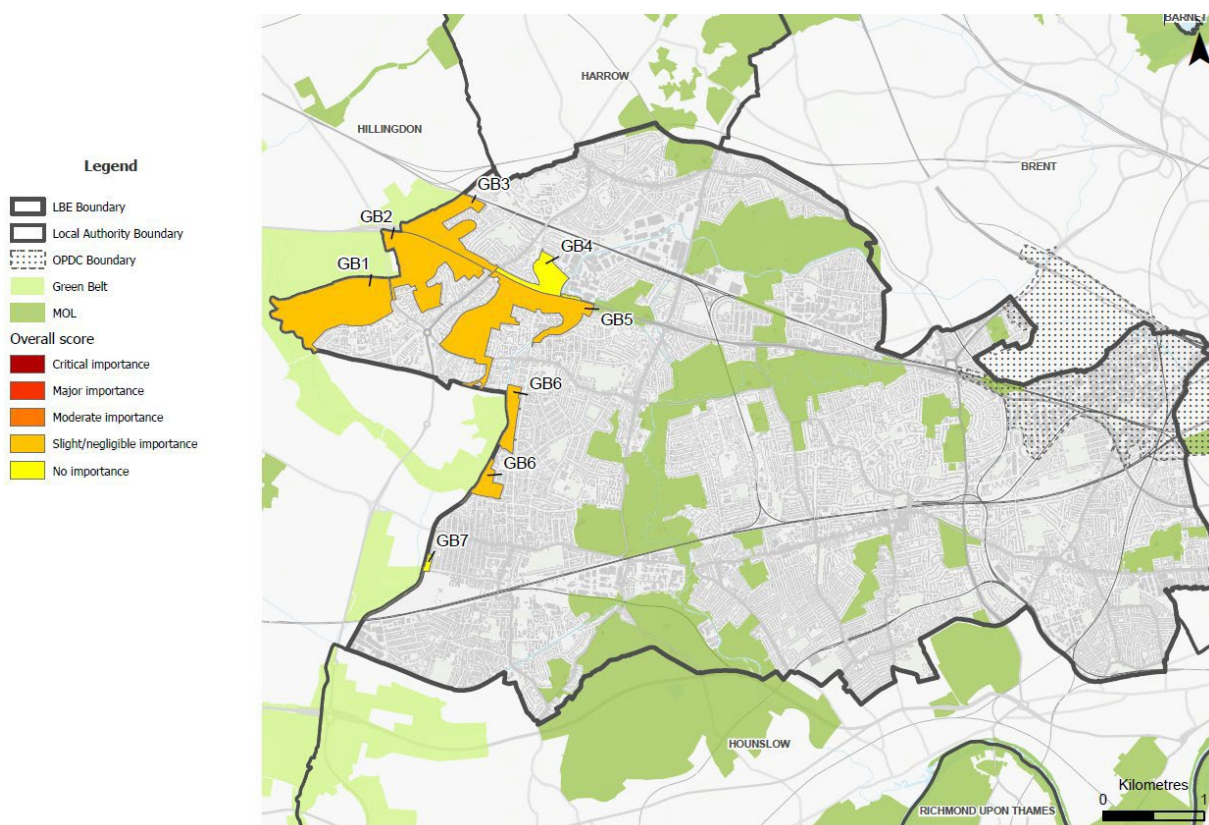 Legend
LBE Boundary
Local Authority Boundary
OPDC Boundary
Green Belt
MOL
Overall score
Critical importance
Major importance
Moderate importance
Slight/negligible importance
No importance
BARNET
HARROW
HILLINGDON
BRENT
GB3
GB2
GB4
GB1
GB5
GB6
GB6
GB7
HOUNSLOW
Kilometres
0 1
RICHMOND UPON THAMES